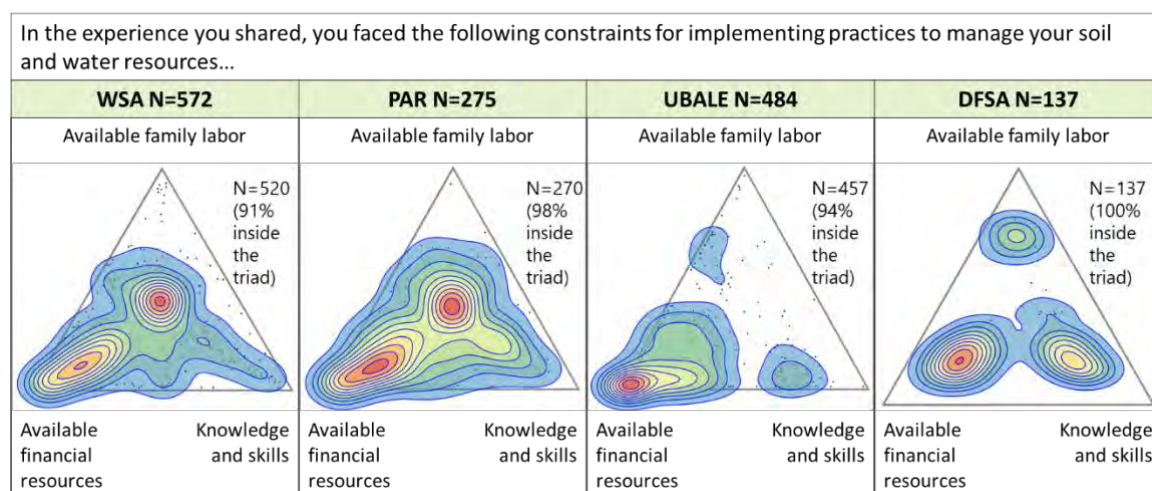 In the experience you shared, you faced the following constraints for implementing practices to manage your soil
and water resources...
WSA N=572
PAR N=275
UBALE N=484
DFSA N=137
Available family labor
Available family labor
Available family labor
Available family labor
N=520
(91%
inside
the
triad)
N=270
(98%
inside
the
triad)
N=457
(94%
inside
the
triad)
N=137
(100%
inside
the
triad)
Available
financial
resources
Knowledge
and skills
Available
financial
resources
Knowledge
and skills
Available
financial
resources
Knowledge
and skills
Available
financial
resources
Knowledge
and skills